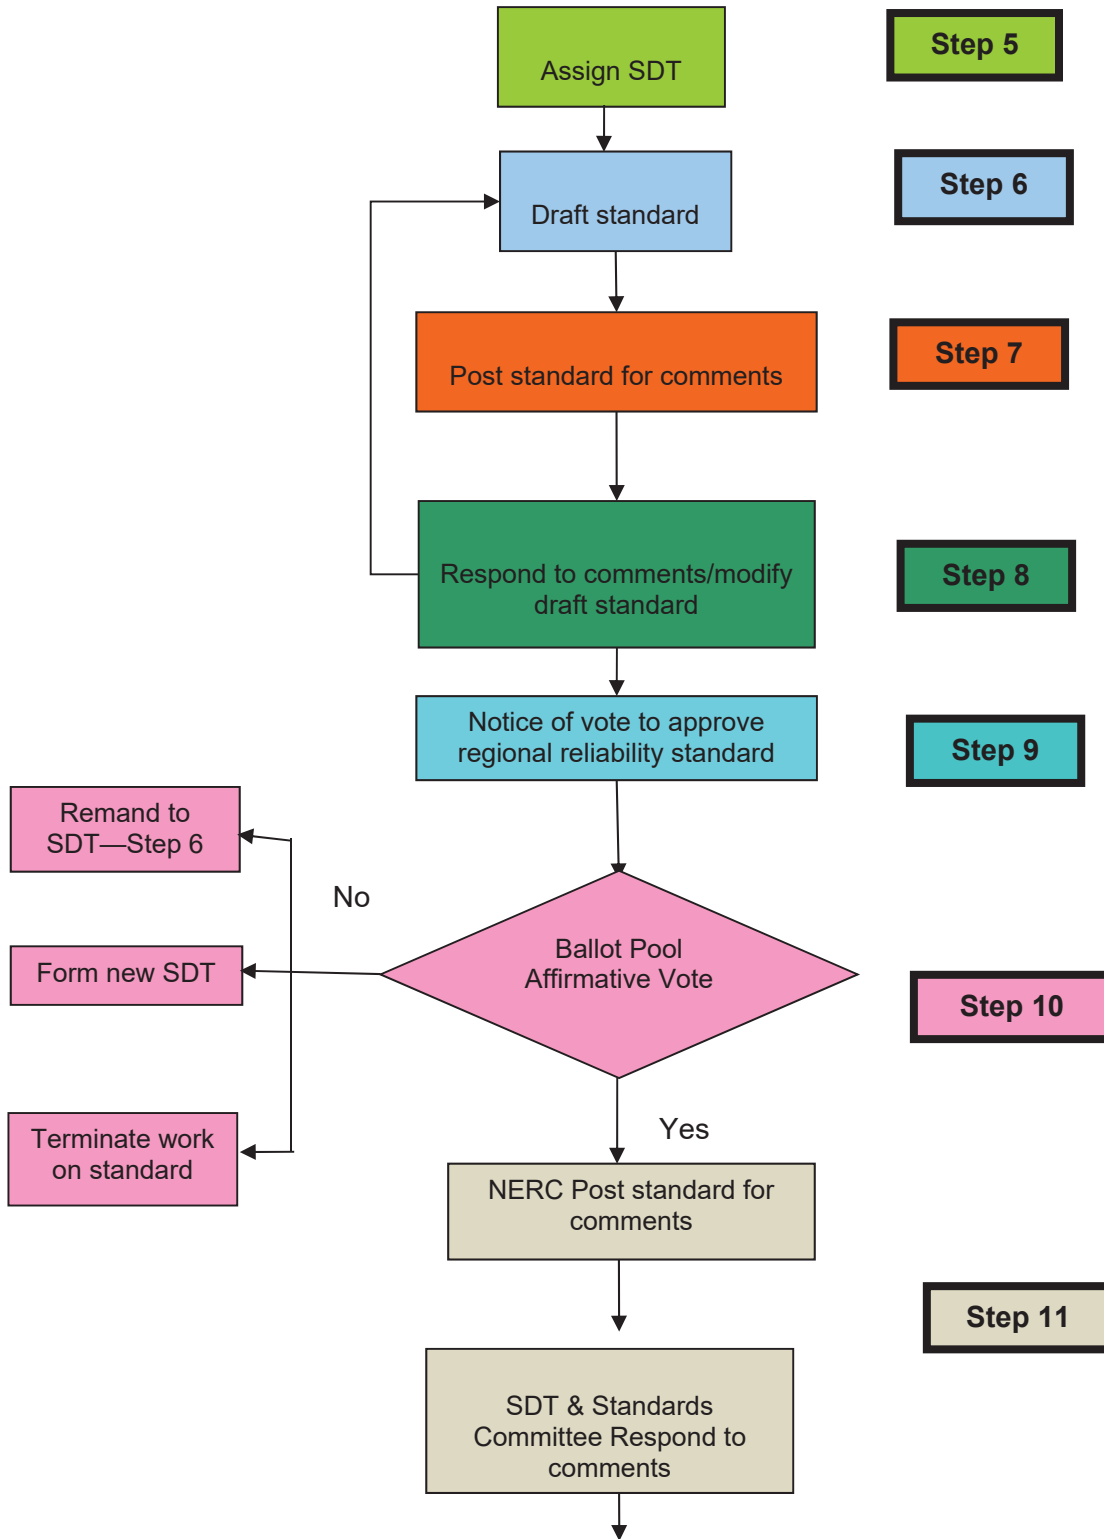 Assign SDT
Step 5
Draft standard
Step 6
Post standard for comments
Step 7
Respond to comments/modify
draft standard
Step 8
Notice of vote to approve
regional reliability standard
Step 9
Remand to
SDT—Step 6
No
Form new SDT
Ballot Pool
Affirmative Vote
Step 10
Terminate work
on standard
Yes
NERC Post standard for
comments
Step 11
SDT & Standards
Committee Respond to
comments